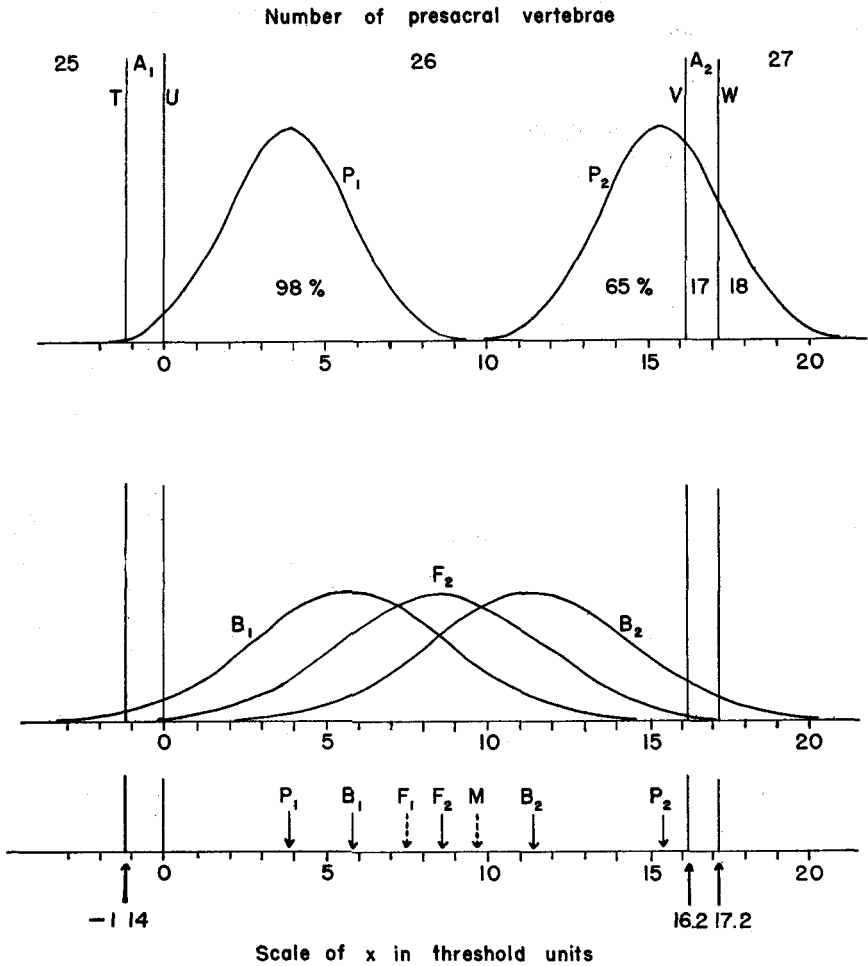 Number of presacral vertebrae
25 A₁ 26 A₂ 27
T U V W
P₁ P₂
98 % 65 % 17 18
0 5 10 15 20
F₂
B₁ B₂
0 5 10 15 20
P₁ B₁ F₁ F₂ M B₂ P₂
0 5 10 15 20
−1 14 16.2 17.2
Scale of x in threshold units